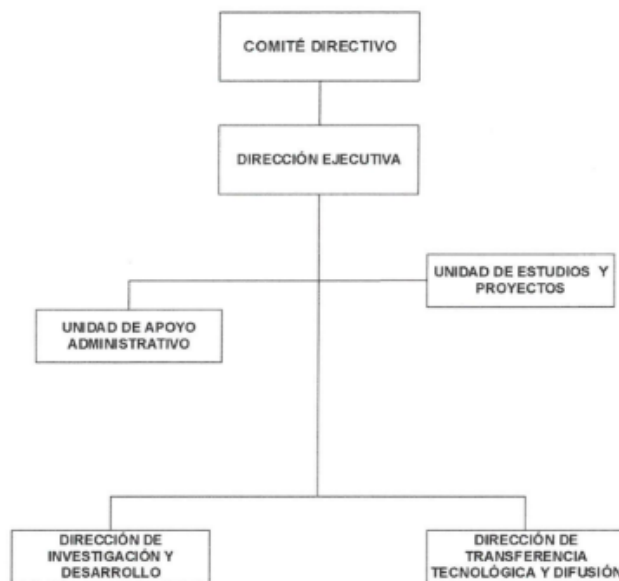 COMITÉ DIRECTIVO
DIRECCIÓN EJECUTIVA
UNIDAD DE ESTUDIOS Y
PROYECTOS
UNIDAD DE APOYO
ADMINISTRATIVO
DIRECCIÓN DE
INVESTIGACIÓN Y
DESARROLLO
DIRECCIÓN DE
TRANSFERENCIA
TECNOLÓGICA Y DIFUSIÓN